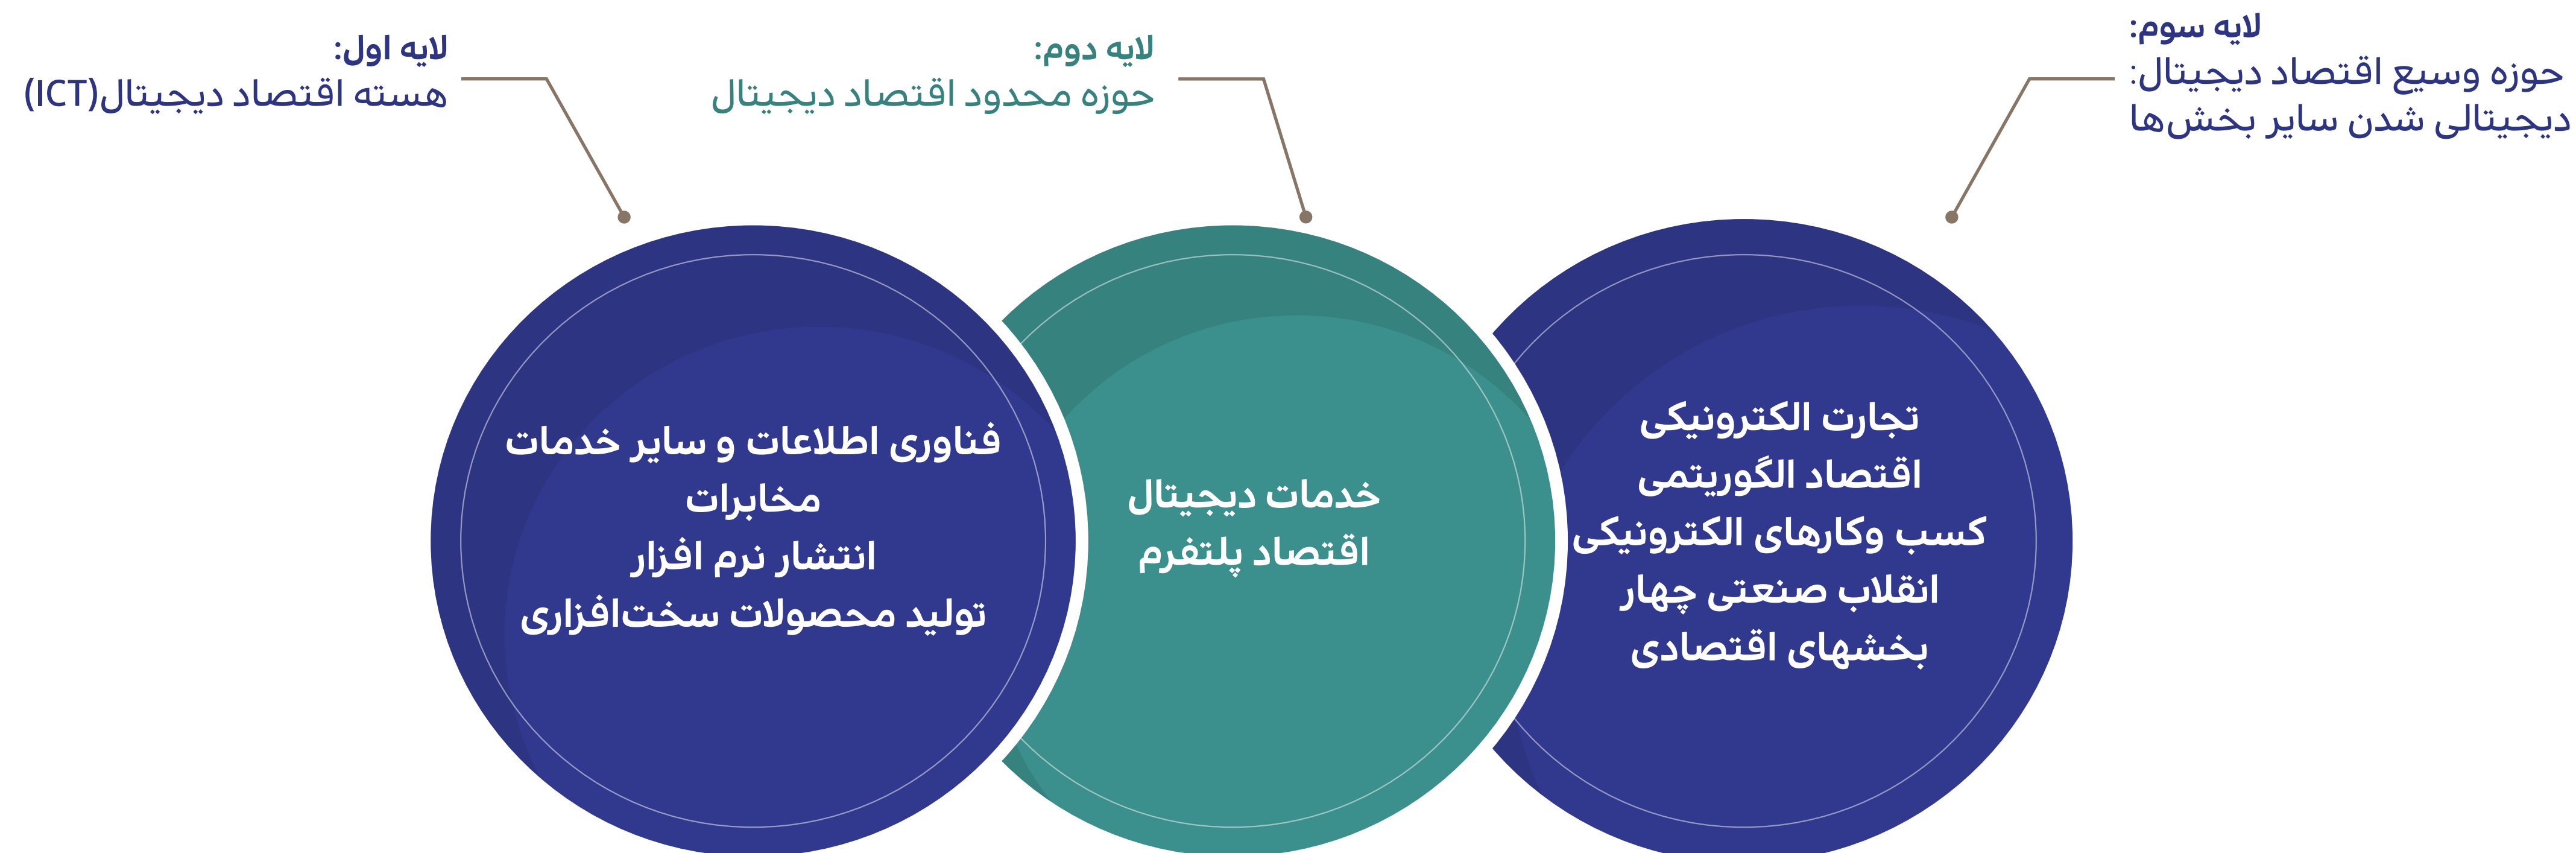 لایه اول:
هسته اقتصاد دیجیتال(ICT)
لایه دوم:
حوزه محدود اقتصاد دیجیتال
لایه سوم:
حوزه وسیع اقتصاد دیجیتال:
دیجیتالی شدن سایر بخش‌ها
فناوری اطلاعات و سایر خدمات
مخابرات
انتشار نرم افزار
تولید محصولات سخت‌افزاری
خدمات دیجیتال
اقتصاد پلتفرم
تجارت الکترونیکی
اقتصاد الگوریتمی
کسب وکارهای الکترونیکی
انقلاب صنعتی چهار
بخشهای اقتصادی